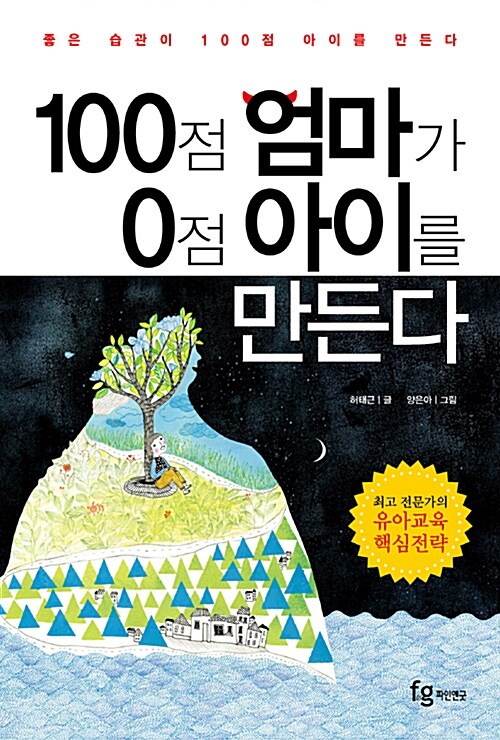 좋은 습관이 100점 아이를 만든다
100점 엄마가
0점 아이를
만든다
허태근 | 글 양은아 | 그림
최고 전문가의
유아교육
핵심전략
f&g 파인앤굿